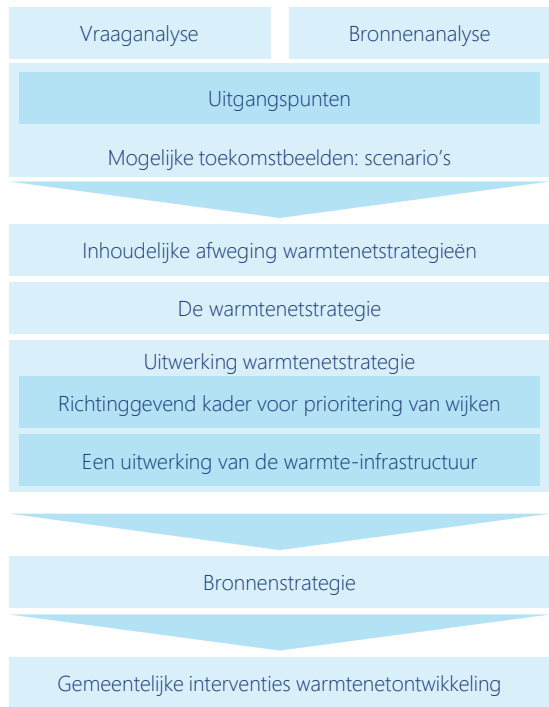 Vraaganalyse
Bronnenanalyse
Uitgangspunten
Mogelijke toekomstbeelden: scenario's
Inhoudelijke afweging warmtenetstrategieën
De warmtenetstrategie
Uitwerking warmtenetstrategie
Richtinggevend kader voor prioritering van wijken
Een uitwerking van de warmte-infrastructuur
Bronnenstrategie
Gemeentelijke interventies warmtenetontwikkeling